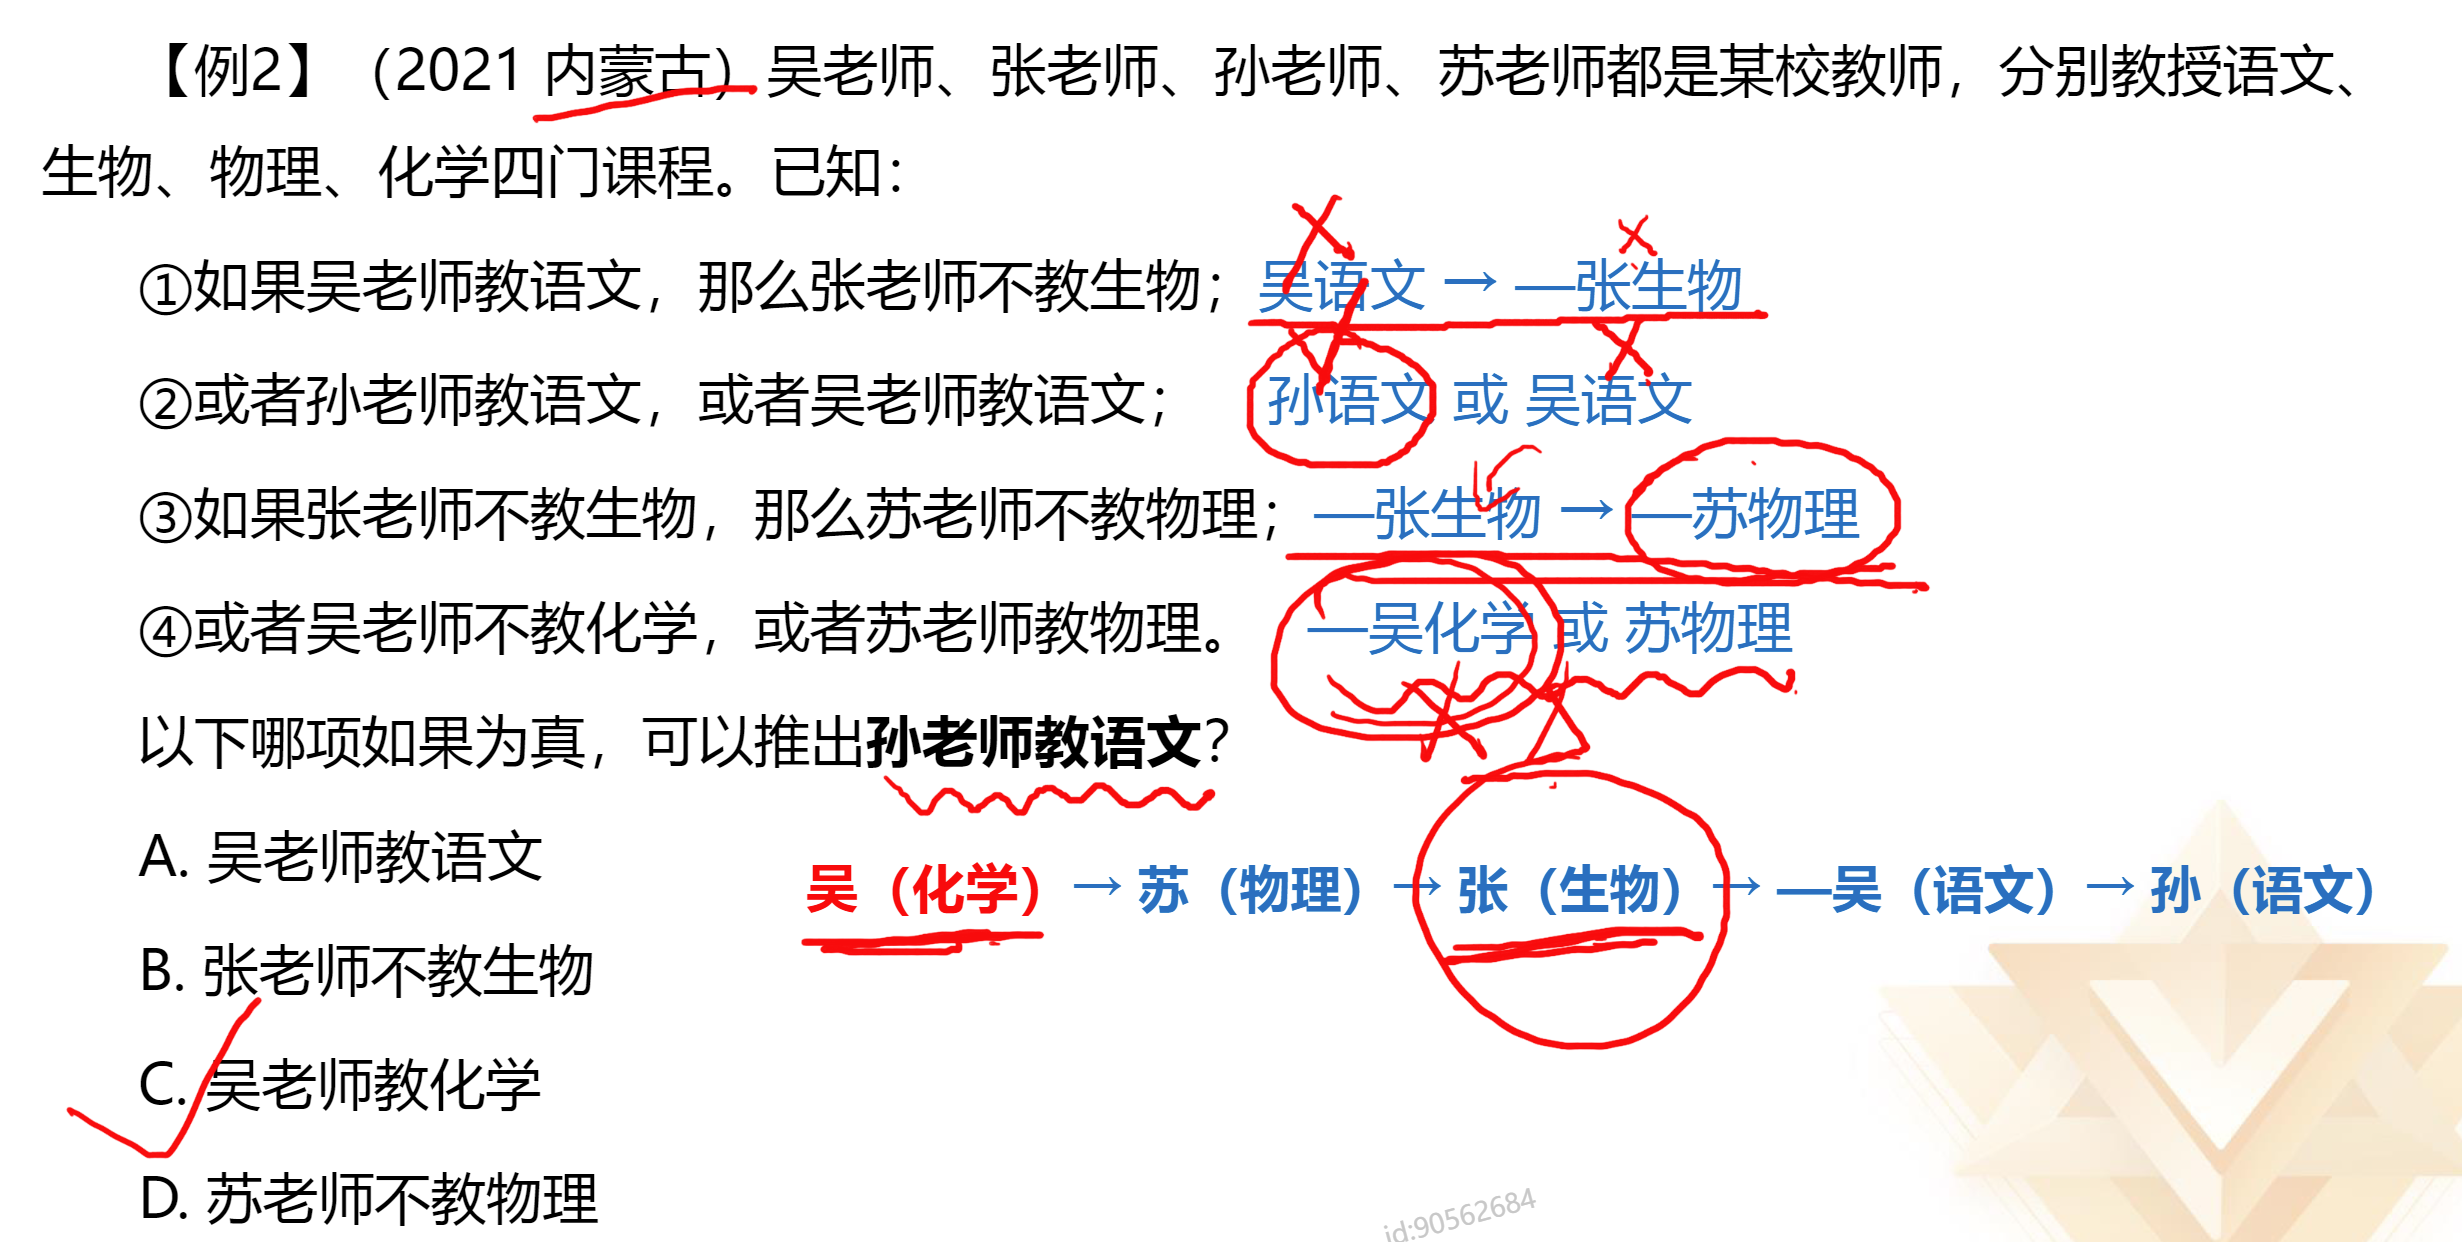 【例2】（2021 内蒙古）吴老师、张老师、孙老师、苏老师都是某校教师，分别教授语文、
生物、物理、化学四门课程。已知：
①如果吴老师教语文，那么张老师不教生物；吴语文 → —张生物
②或者孙老师教语文，或者吴老师教语文； 孙语文 或 吴语文
③如果张老师不教生物，那么苏老师不教物理；—张生物 → —苏物理
④或者吴老师不教化学，或者苏老师教物理。 —吴化学 或 苏物理
以下哪项如果为真，可以推出孙老师教语文？
A. 吴老师教语文
吴（化学）→ 苏（物理）→ 张（生物）→ —吴（语文）→ 孙（语文）
B. 张老师不教生物
C. 吴老师教化学
D. 苏老师不教物理
id:90562684